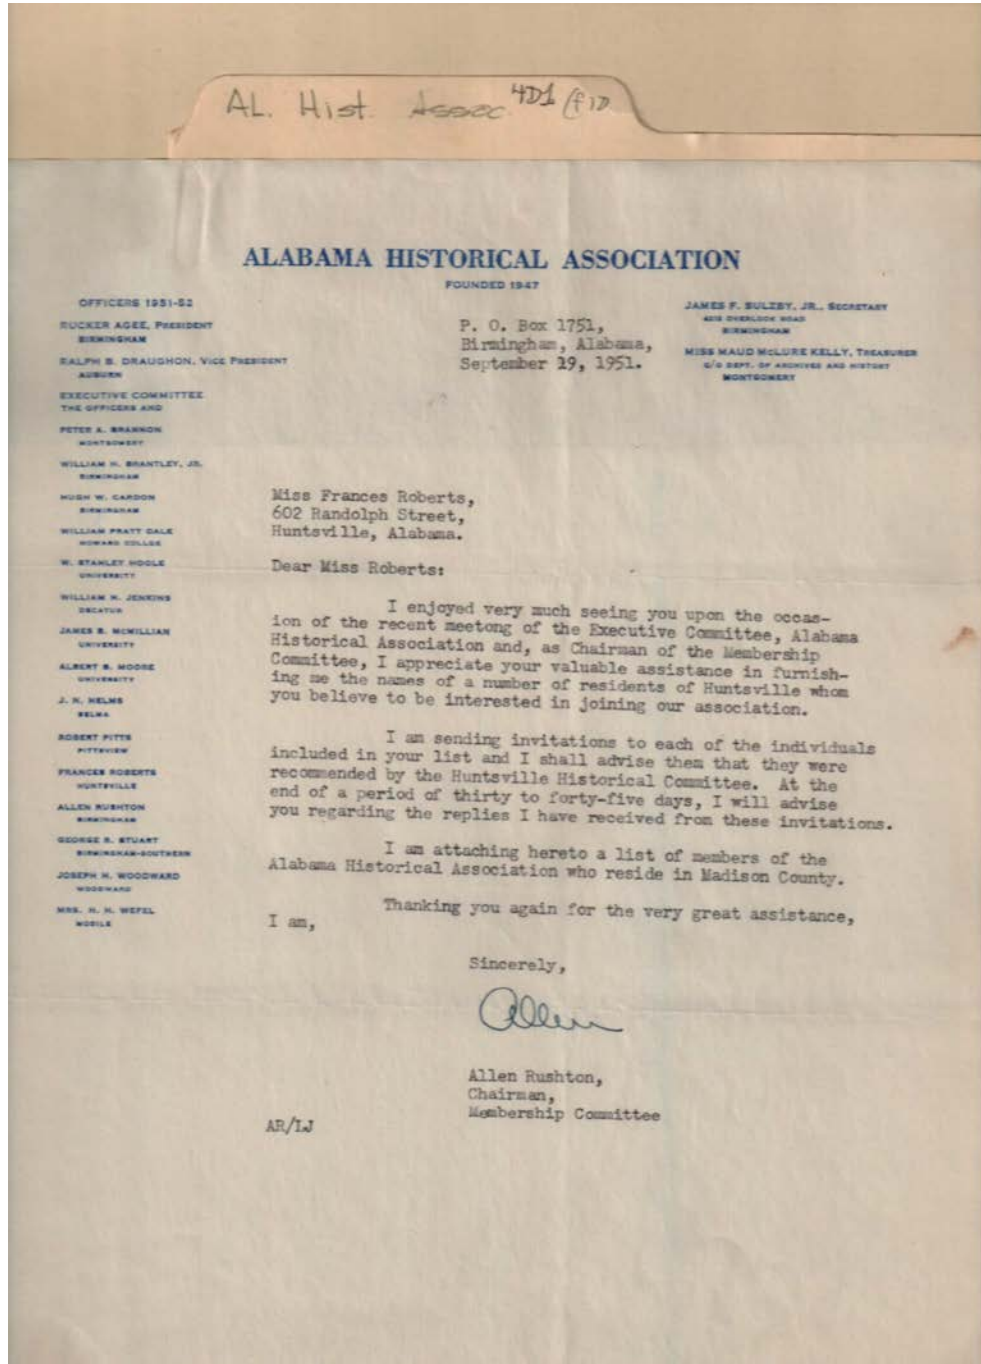 AL. Hist. Assoc. 4D1
ALABAMA HISTORICAL ASSOCIATION
FOUNDED 1947
OFFICERS 1951-52
RUCKER AGEE, PRESIDENT
BIRMINGHAM
RALPH B. DRAUGHON, VICE PRESIDENT
AUBURN
EXECUTIVE COMMITTEE
THE OFFICERS AND
PETER A. BRANNON
MONTGOMERY
WILLIAM H. BRANTLEY, JR.
BIRMINGHAM
HUGH W. CARDON
BIRMINGHAM
WILLIAM PRATT DALE
HOWARD COLLGE
W. STANLEY HOOLE
UNIVERSITY
WILLIAM H. JENKINS
DECATUR
JAMES B. MCMILLIAN
UNIVERSITY
ALBERT B. MOORE
UNIVERSITY
J. N. HELMS
SELMA
ROBERT PITTS
PITTSVIEW
FRANCES ROBERTS
HUNTSVILLE
ALLEN RUSHTON
BIRMINGHAM
GEORGE R. STUART
BIRMINGHAM-SOUTHERN
JOSEPH H. WOODWARD
WOODWARD
MRS. H. H. WEFEL
MOBILE
JAMES F. SULZBY, JR., SECRETARY
OVERLOOK ROAD
BIRMINGHAM
MISS MAUD MCLURE KELLY, TREASURER
C/O DEPT. OF ARCHIVES AND HISTORY
MONTGOMERY
P. O. Box 1751,
Birmingham, Alabama,
September 19, 1951.
Miss Frances Roberts,
602 Randolph Street,
Huntsville, Alabama.
Dear Miss Roberts:
I enjoyed very much seeing you upon the occas-
ion of the recent meetong of the Executive Committee, Alabama
Historical Association and, as Chairman of the Membership
Committee, I appreciate your valuable assistance in furnish-
ing me the names of a number of residents of Huntsville whom
you believe to be interested in joining our association.
I am sending invitations to each of the individuals
included in your list and I shall advise them that they were
recommended by the Huntsville Historical Committee. At the
end of a period of thirty to forty-five days, I will advise
you regarding the replies I have received from these invitations.
I am attaching hereto a list of members of the
Alabama Historical Association who reside in Madison County.
Thanking you again for the very great assistance,
I am,
Sincerely,
Allen
Allen Rushton,
Chairman,
Membership Committee
AR/LJ